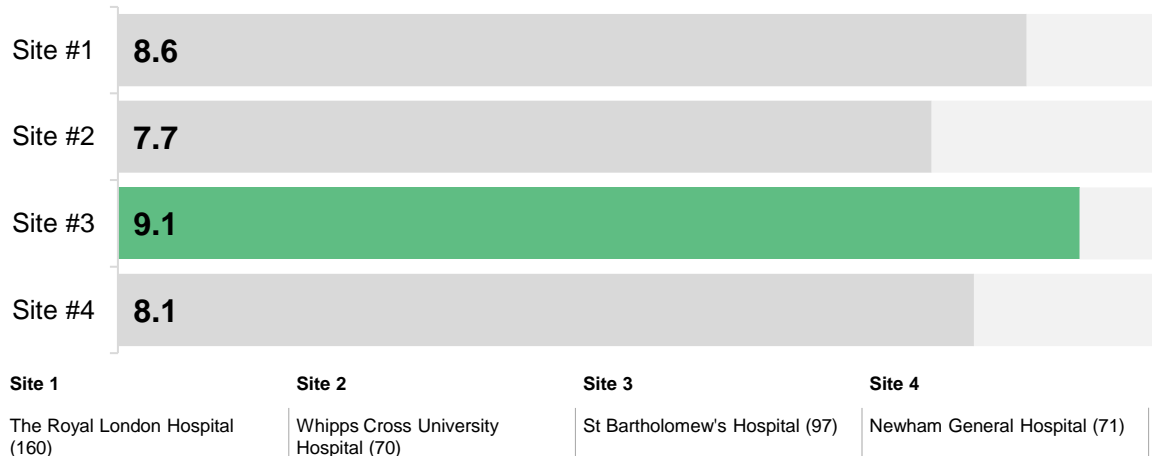 Site #1
8.6
Site #2
7.7
Site #3
9.1
Site #4
8.1
Site 1
Site 2
Site 3
Site 4
The Royal London Hospital
(160)
Whipps Cross University
Hospital (70)
St Bartholomew's Hospital (97)
Newham General Hospital (71)